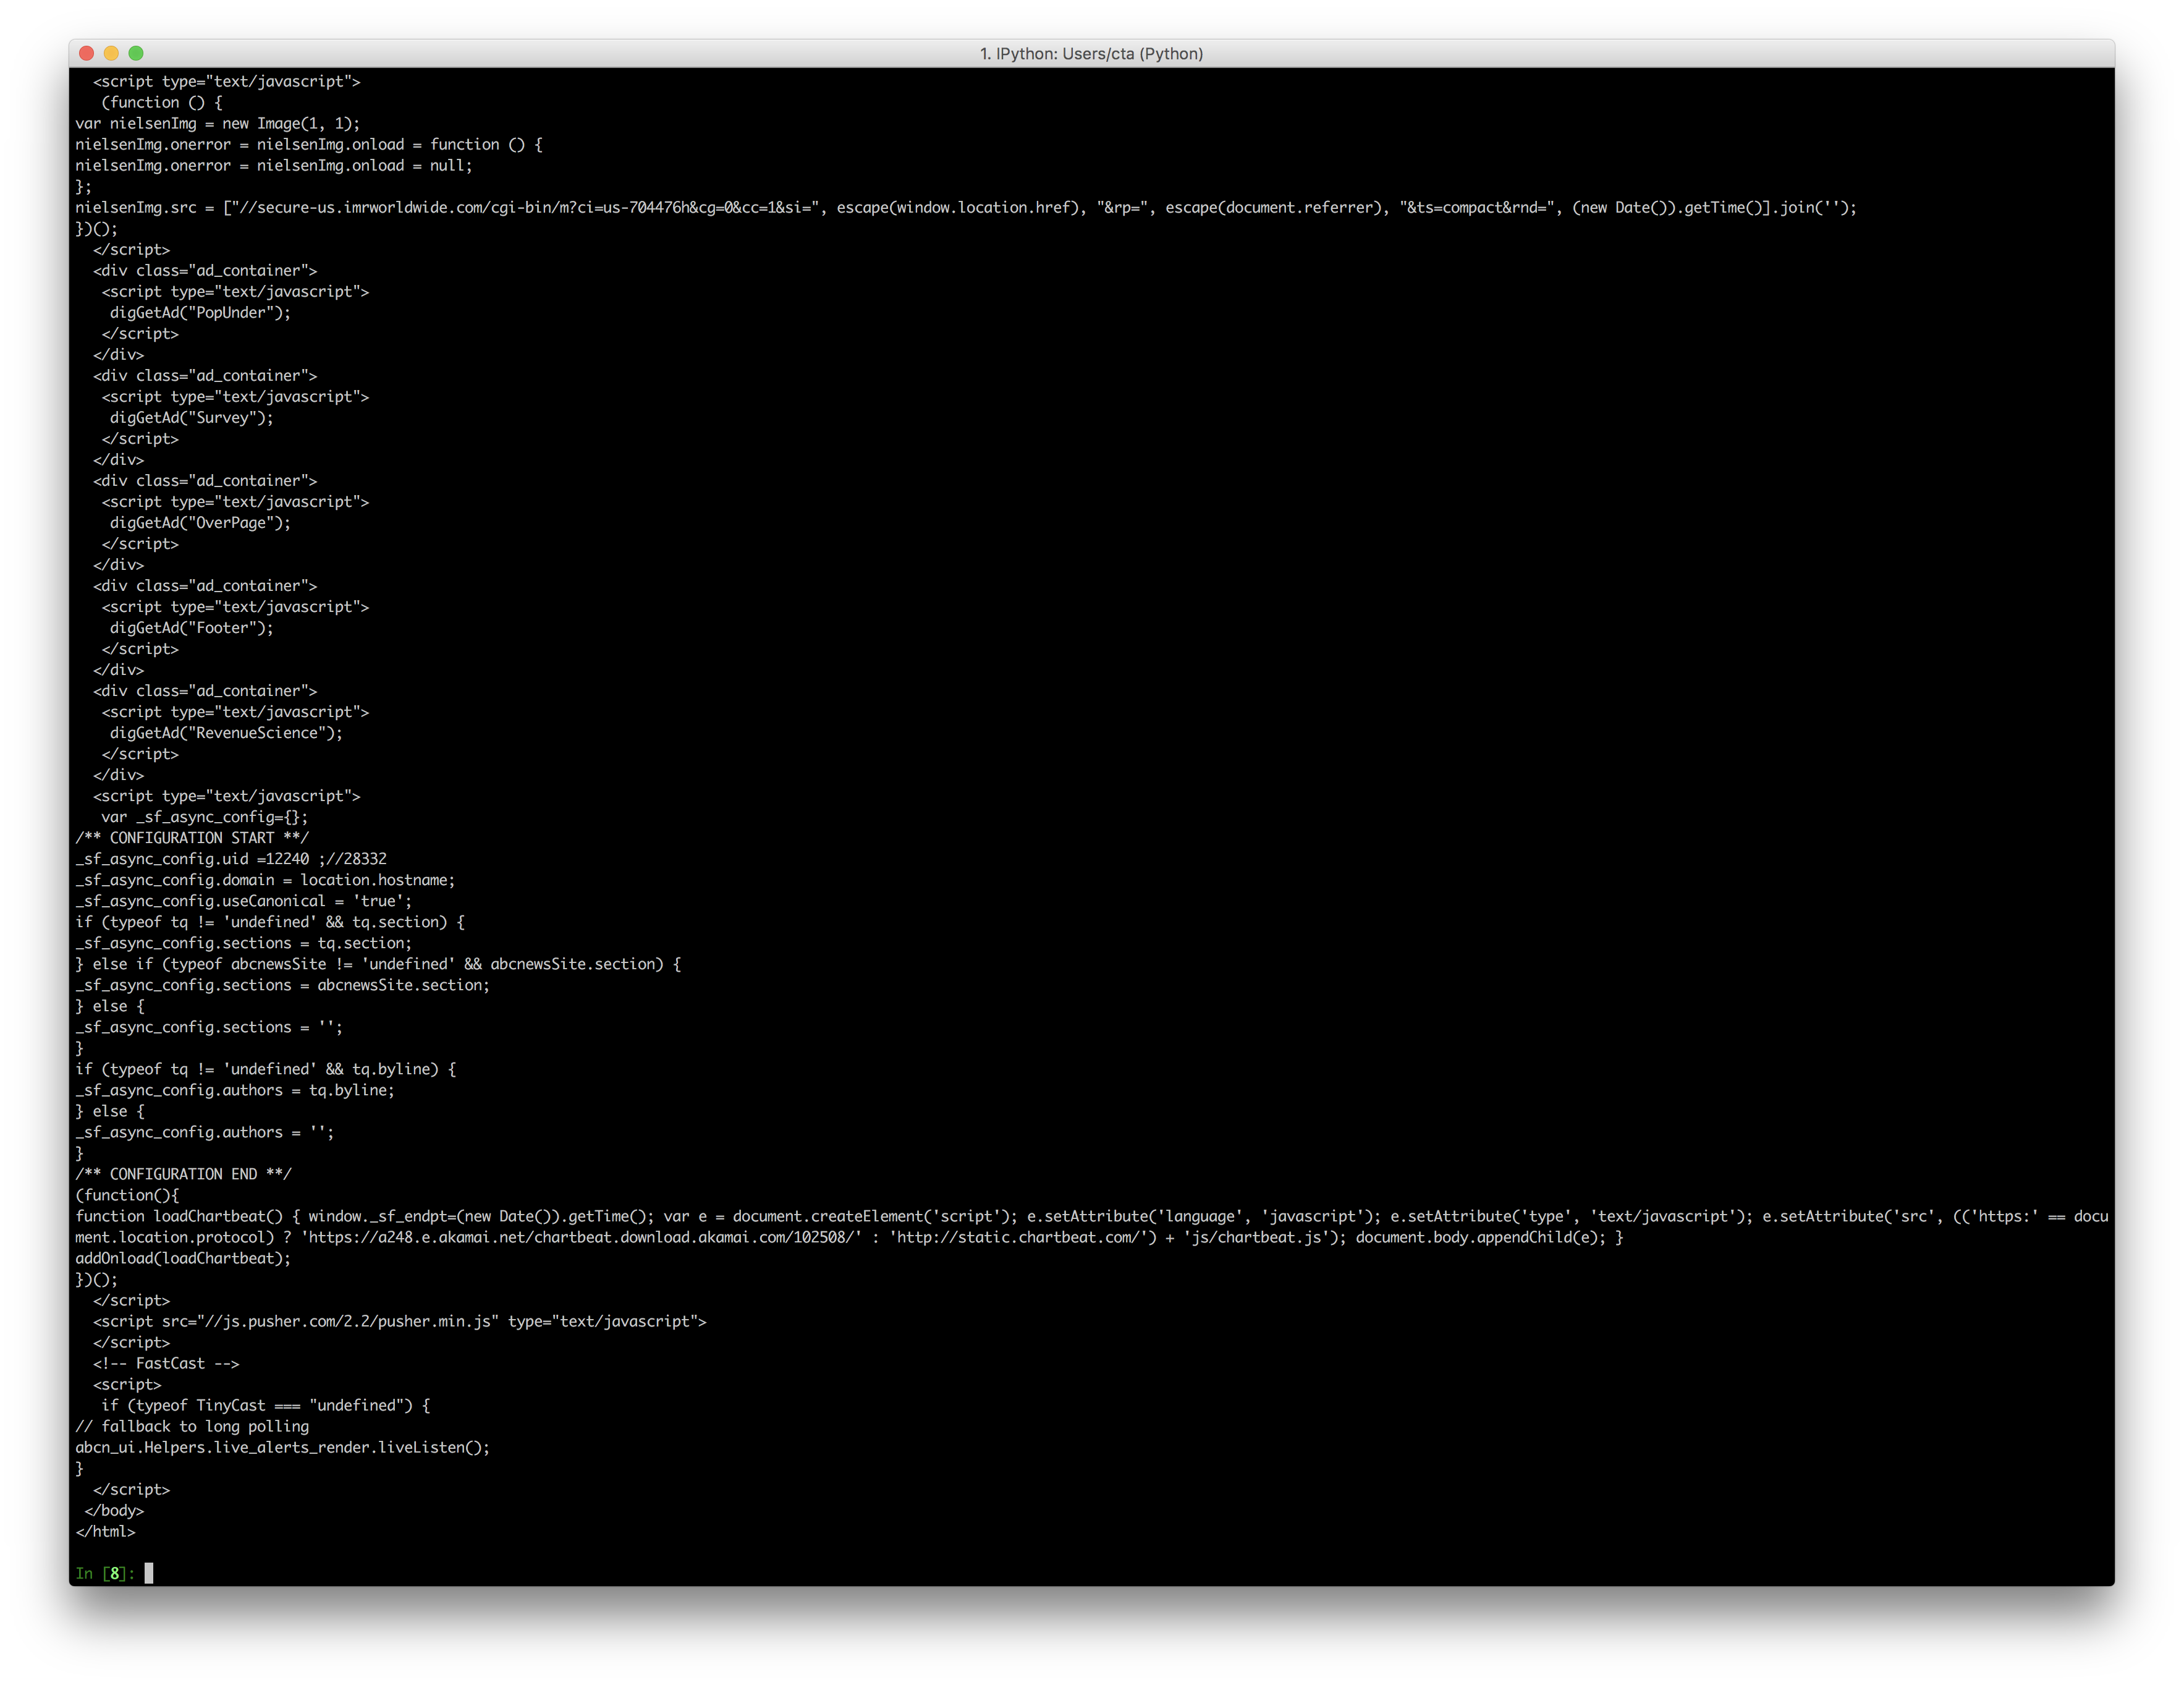 1. IPython: Users/cta (Python)
<script type="text/javascript">
(function () {
var nielsenImg = new Image(1, 1);
nielsenImg.onerror = nielsenImg.onload = function () {
nielsenImg.onerror = nielsenImg.onload = null;
};
nielsenImg.src = ["//secure-us.imrworldwide.com/cgi-bin/m?ci=us-704476h&cg=0&cc=1&si=", escape(window.location.href), "&rp=", escape(document.referrer), "&ts=compact&rnd=", (new Date()).getTime()].join('');
})();
</script>
<div class="ad_container">
<script type="text/javascript">
digGetAd("PopUnder");
</script>
</div>
<div class="ad_container">
<script type="text/javascript">
digGetAd("Survey");
</script>
</div>
<div class="ad_container">
<script type="text/javascript">
digGetAd("OverPage");
</script>
</div>
<div class="ad_container">
<script type="text/javascript">
digGetAd("Footer");
</script>
</div>
<div class="ad_container">
<script type="text/javascript">
digGetAd("RevenueScience");
</script>
</div>
<script type="text/javascript">
var _sf_async_config={};
/** CONFIGURATION START **/
_sf_async_config.uid =12240 ;//28332
_sf_async_config.domain = location.hostname;
_sf_async_config.useCanonical = 'true';
if (typeof tq != 'undefined' && tq.section) {
_sf_async_config.sections = tq.section;
} else if (typeof abcnewsSite != 'undefined' && abcnewsSite.section) {
_sf_async_config.sections = abcnewsSite.section;
} else {
_sf_async_config.sections = '';
}
if (typeof tq != 'undefined' && tq.byline) {
_sf_async_config.authors = tq.byline;
} else {
_sf_async_config.authors = '';
}
/** CONFIGURATION END **/
(function(){
function loadChartbeat() { window._sf_endpt=(new Date()).getTime(); var e = document.createElement('script'); e.setAttribute('language', 'javascript'); e.setAttribute('type', 'text/javascript'); e.setAttribute('src', (('https:' == docu
ment.location.protocol) ? 'https://a248.e.akamai.net/chartbeat.download.akamai.com/102508/' : 'http://static.chartbeat.com/') + 'js/chartbeat.js'); document.body.appendChild(e); }
addOnload(loadChartbeat);
})();
</script>
<script src="//js.pusher.com/2.2/pusher.min.js" type="text/javascript">
</script>
<!-- FastCast -->
<script>
if (typeof TinyCast === "undefined") {
// fallback to long polling
abcn_ui.Helpers.live_alerts_render.liveListen();
}
</script>
</body>
</html>
In [8]: